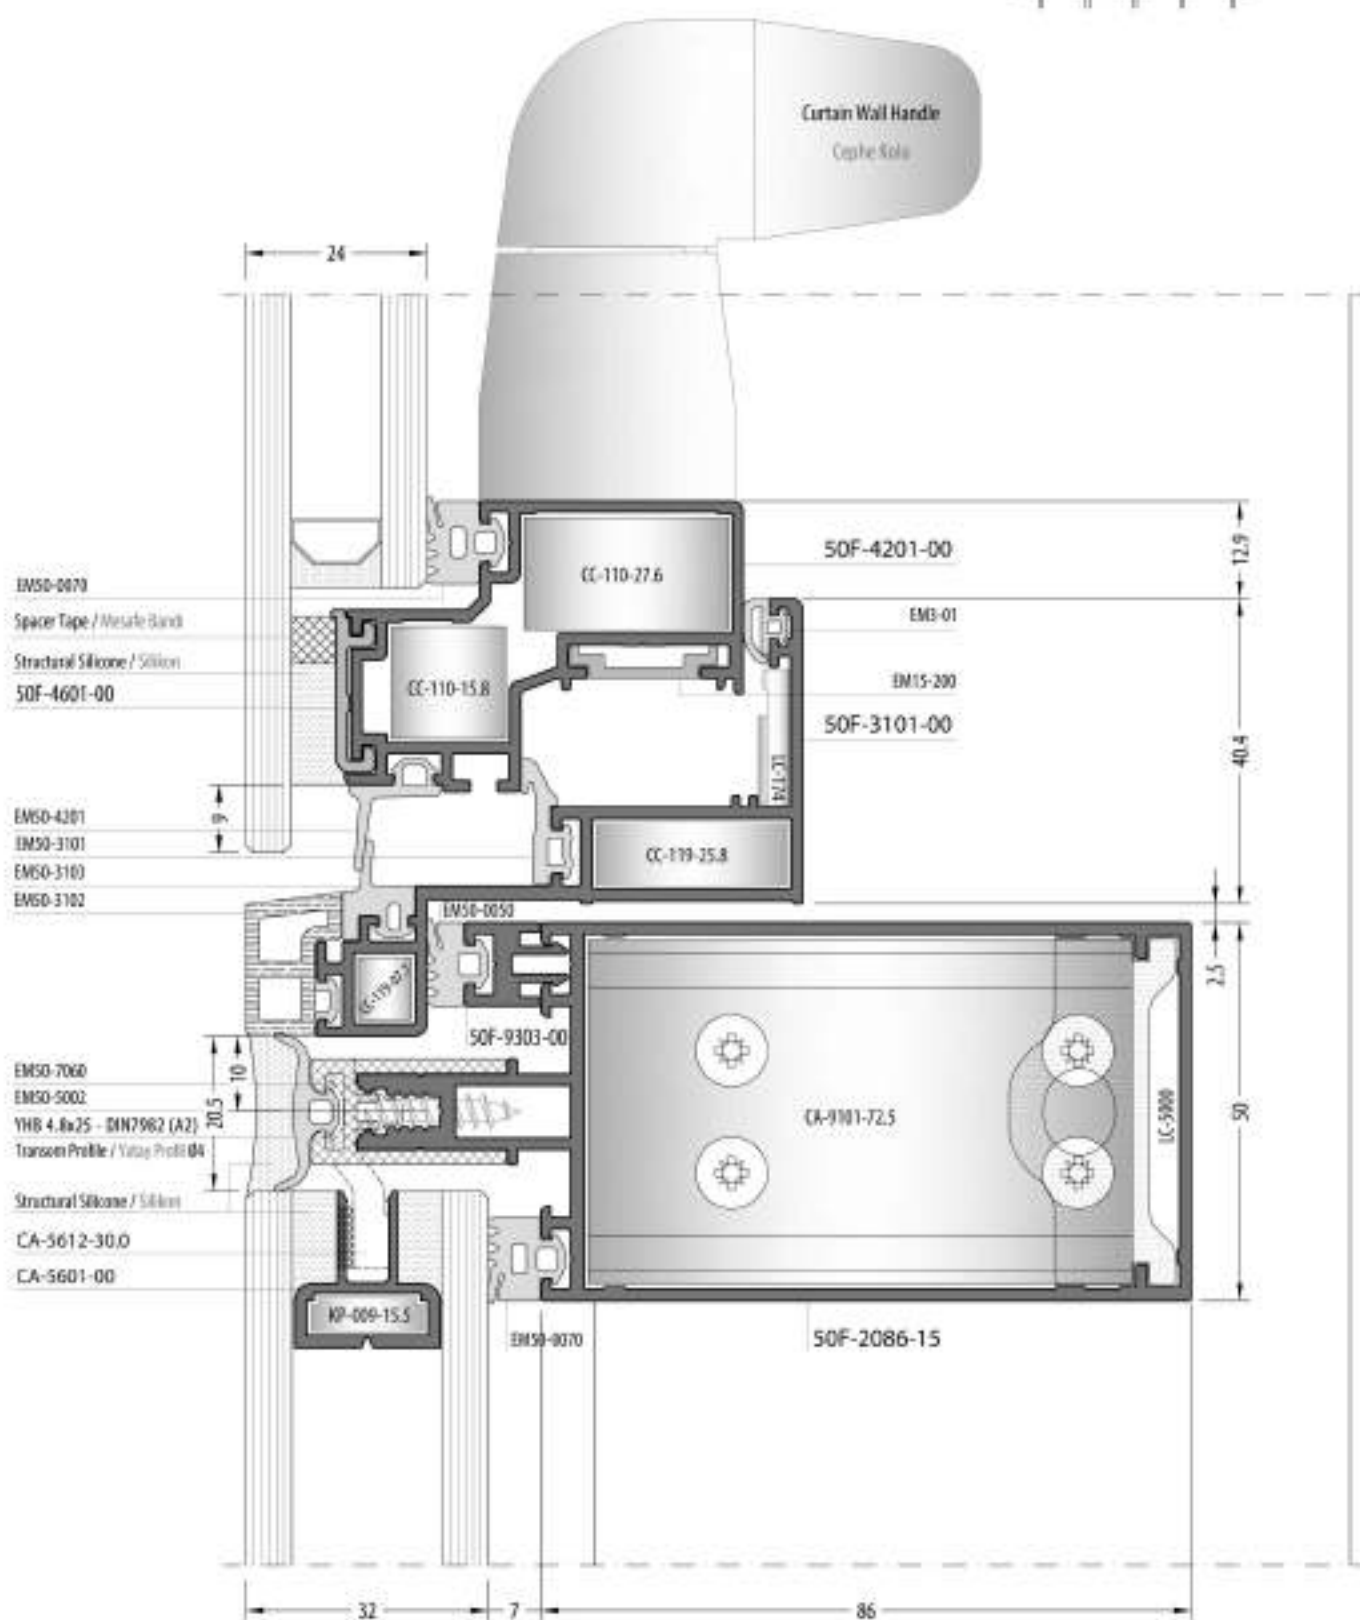 Curtain Wall Handle
Cephe Kolu
24
50F-4201-00
12.9
CC-110-27.6
EM50-0070
Spacer Tape / Mesafe Bandı
Structural Silicone / Silikon
50F-4601-00
EM3-01
CC-110-15.8
EM15-200
50F-3101-00
40.4
LC-174
9
EM50-4201
EM50-3101
EM50-3103
EM50-3102
CC-119-25.8
EM50-0050
2.5
50F-9303-00
EM50-7060
EM50-5002
YHB 4.8x25 - DIN7982 (A2)
Transom Profile / Yatay Profil Ø4
Structural Silicone / Silikon
CA-5612-30.0
CA-5601-00
10
20.5
CA-9101-72.5
LC-5000
50
KP-009-15.5
EM50-0070
50F-2086-15
32
7
86